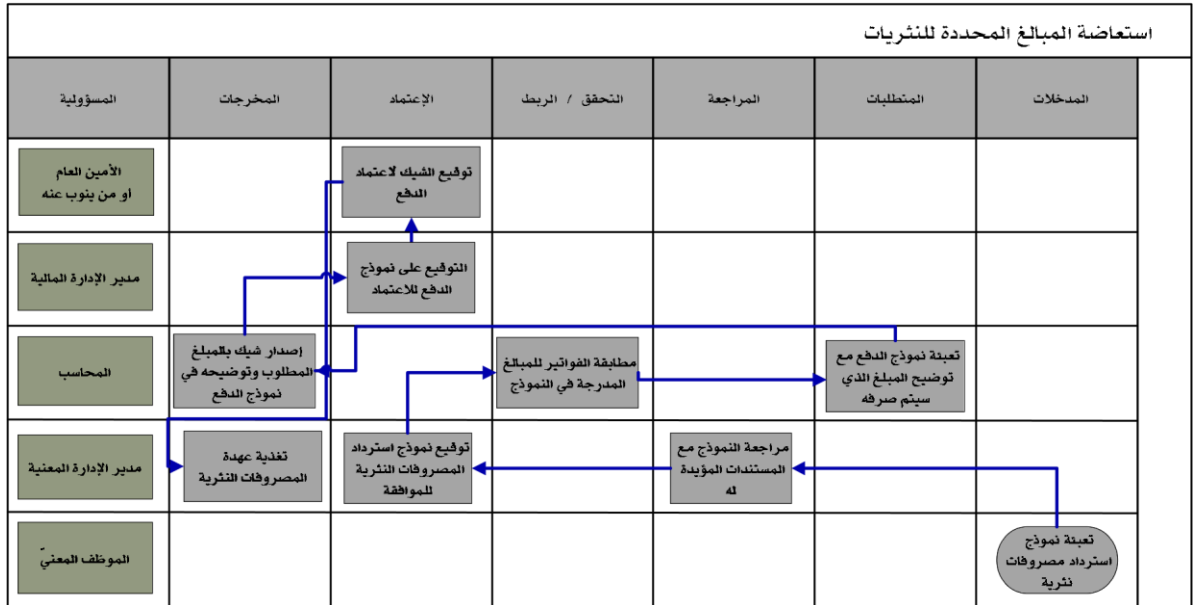 استعاضة المبالغ المحددة للنثريات
المدخلات
المتطلبات
المراجعة
التحقق / الربط
الإعتماد
المخرجات
المسؤولية
توقيع الشيك لاعتماد
الدفع
الأمين العام
او من ينوب عنه
التوقيع على نموذج
الدفع للاعتماد
مدير الإدارة المالية
تعبئة نموذج الدفع مع
توضيح المبلغ الذي
سيتم صرفه
مطابقة الفواتير للمبالغ
المدرجة في النموذج
إصدار شيك بالمبلغ
المطلوب وتوضيحه في
نموذج الدفع
المحاسب
مراجعة النموذج مع
المستندات المؤيدة
له
توقيع نموذج استرداد
المصروفات النثرية
للموافقة
تغذية عهدة
المصروفات النثرية
مدير الإدارة المعنية
تعبئة نموذج
استرداد مصروفات
نثرية
الموظف المعنيّ